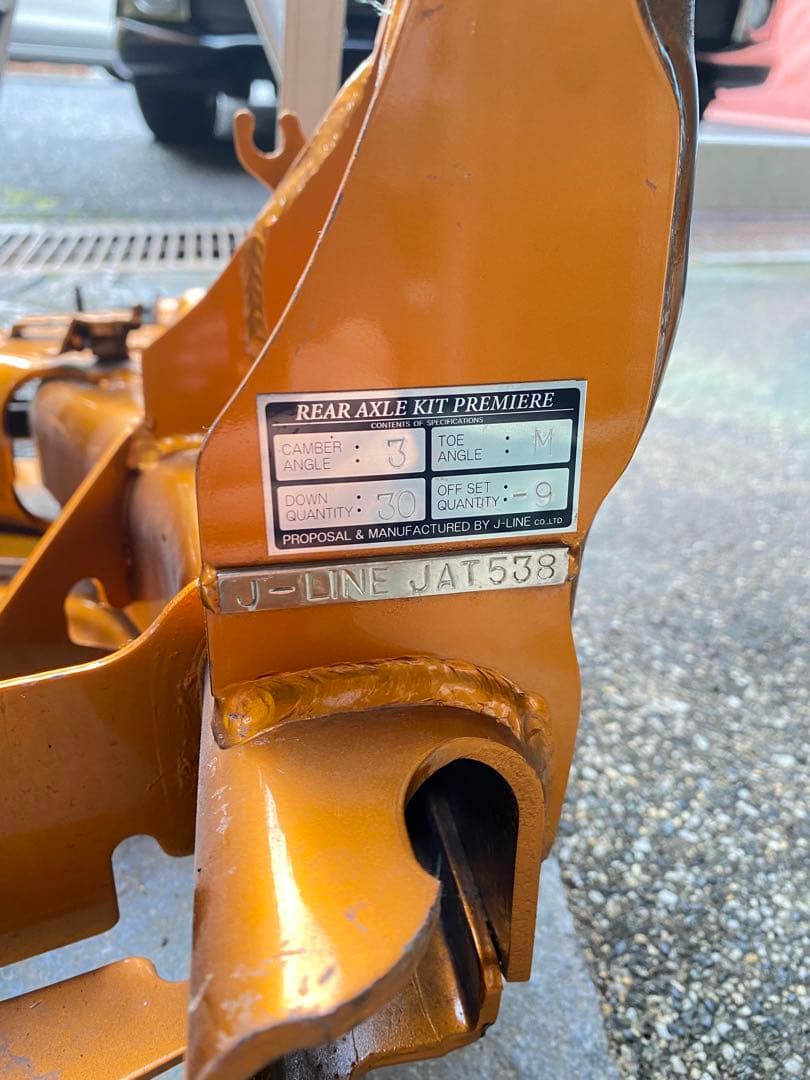 REAR AXLE KIT PREMIERE
CONTENTS OF SPECIFICATIONS
CAMBER ANGLE : 3
TOE ANGLE : M
DOWN QUANTITY : 30
OFF SET QUANTITY : -9
PROPOSAL & MANUFACTURED BY J-LINE CO.,LTD
J-LINE JAT538